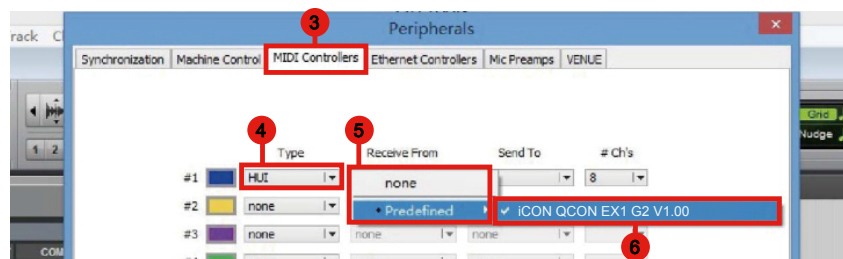 3
Peripherals
rack
Synchronization Machine Control MIDI Controllers Ethernet Controllers Mic Preamps VENUE
Grid
4 5
Nudge
1 2
Type Receive From Send To # Ch's
#1 HUI none 8
#2 none Predefined iCON QCON EX1 G2 V1.00
#3 none none none
6
COM